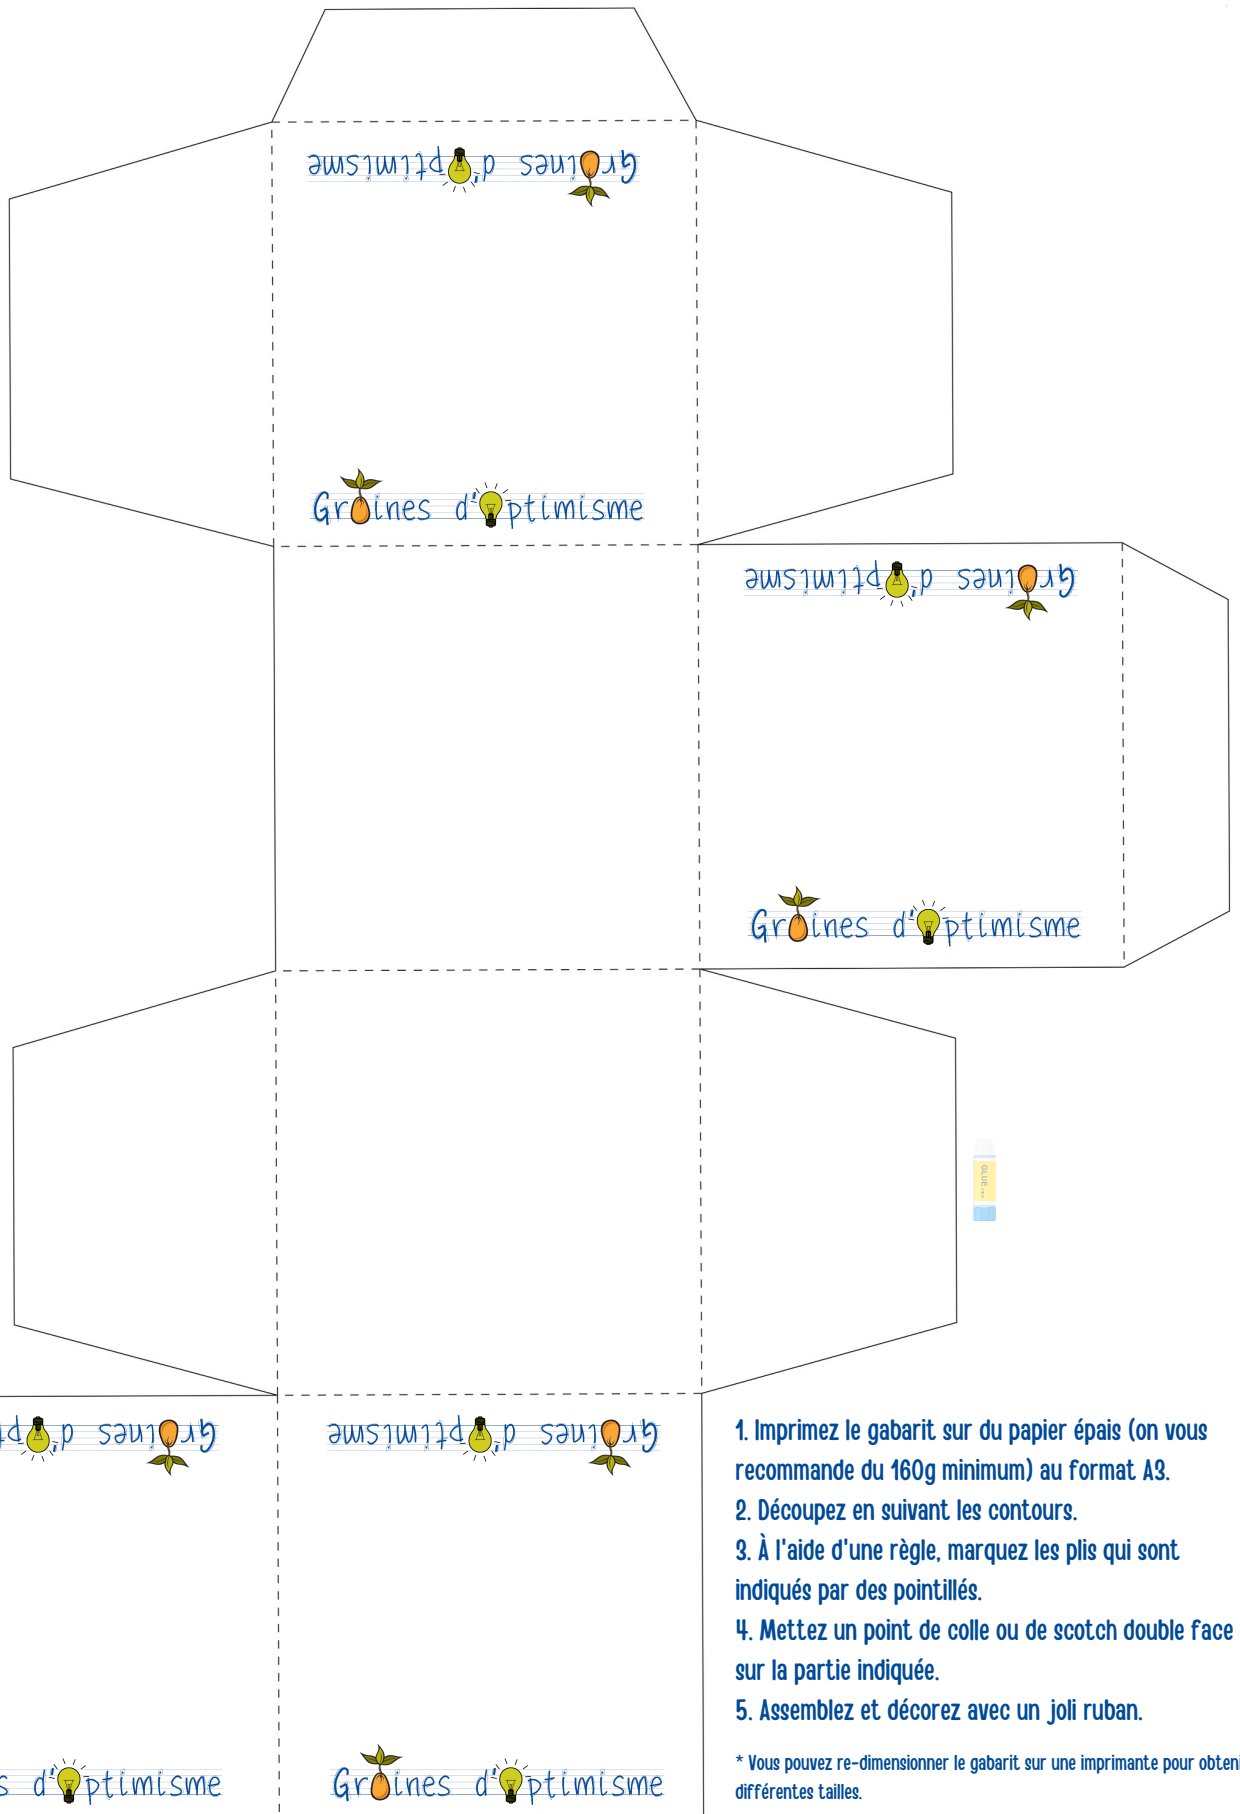 Graines d'Optimisme
Graines d'Optimisme
Graines d'Optimisme
Graines d'Optimisme
GLUE
Graines d'Opt
Graines d'Optimisme
1. Imprimez le gabarit sur du papier épais (on vous
recommande du 160g minimum) au format A3.
2. Découpez en suivant les contours.
3. À l'aide d'une règle, marquez les plis qui sont
indiqués par des pointillés.
4. Mettez un point de colle ou de scotch double face
sur la partie indiquée.
5. Assemblez et décorez avec un joli ruban.
* Vous pouvez re-dimensionner le gabarit sur une imprimante pour obteni
différentes tailles.
s d'Optimisme
Graines d'Optimisme